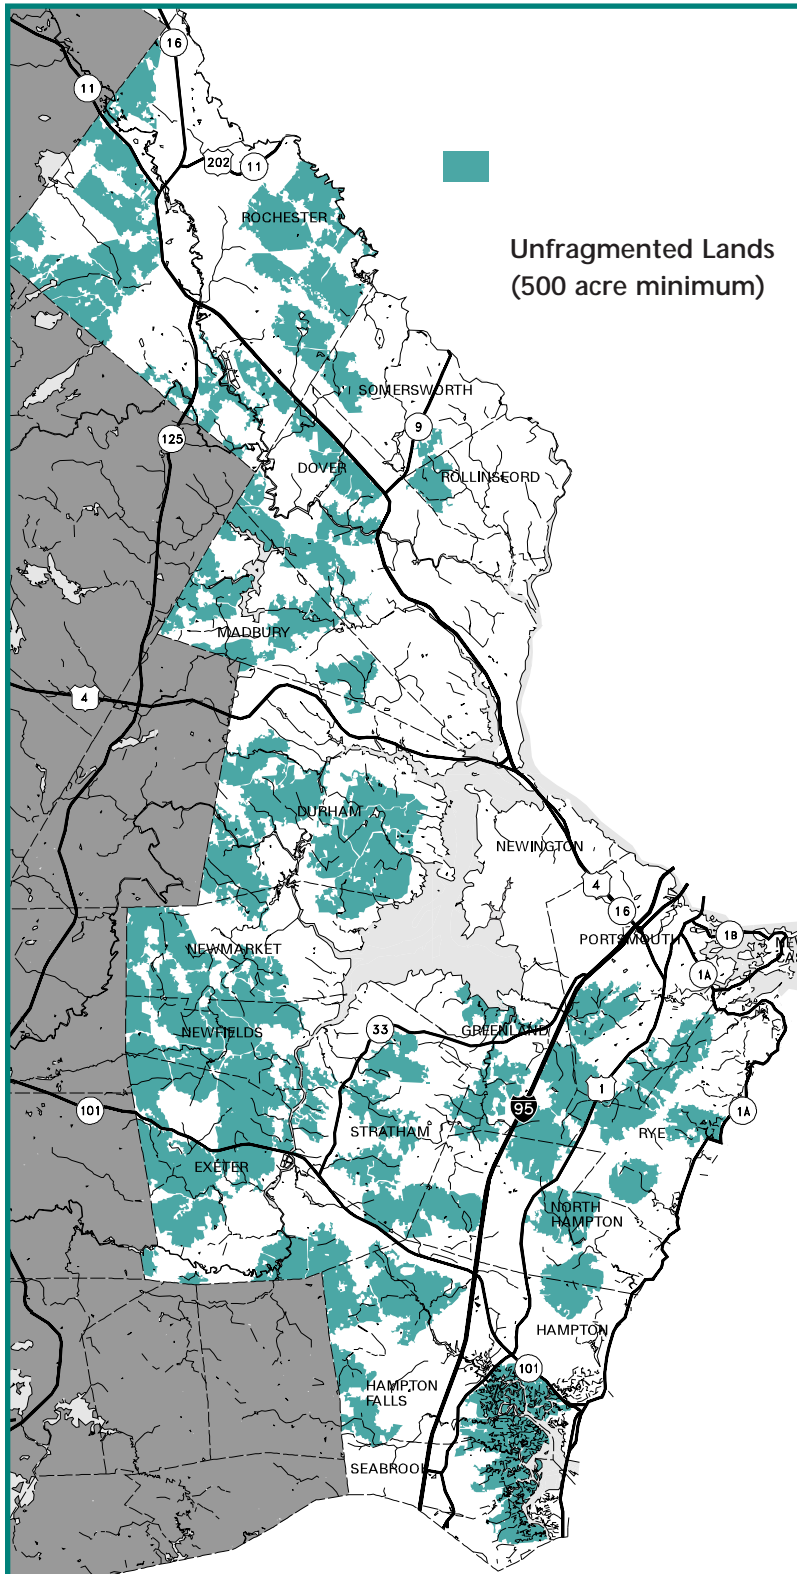 16
11
202
11
ROCHESTER
Unfragmented Lands
(500 acre minimum)
SOMERSWORTH
9
125
DOVER
ROLLINSFORD
MADBURY
4
DURHAM
NEWINGTON
4
16
PORTSMOUTH
1B
NEWMARKET
1A
NEWFIELDS
33
GREENLAND
1
101
95
1A
STRATHAM
RYE
EXETER
NORTH
HAMPTON
HAMPTON
101
HAMPTON
FALLS
SEABROOK